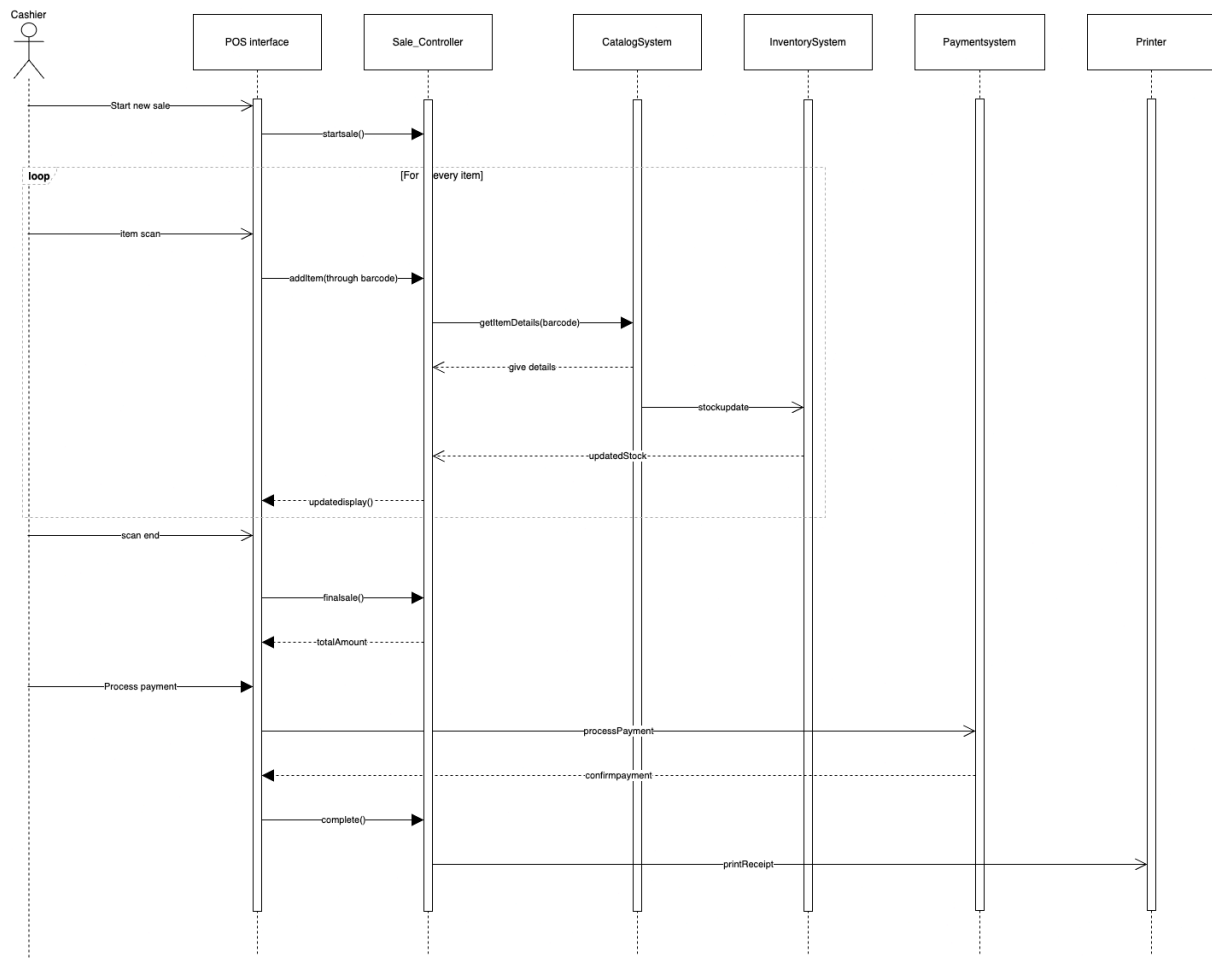 Cashier
POS interface
Sale_Controller
CatalogSystem
InventorySystem
Paymentsystem
Printer
Start new sale
startsale()
loop
[For every item]
item scan
addItem(through barcode)
getItemDetails(barcode)
give details
stockupdate
updatedStock
updatedisplay()
scan end
finalsale()
totalAmount
Process payment
processPayment
confirmpayment
complete()
printReceipt